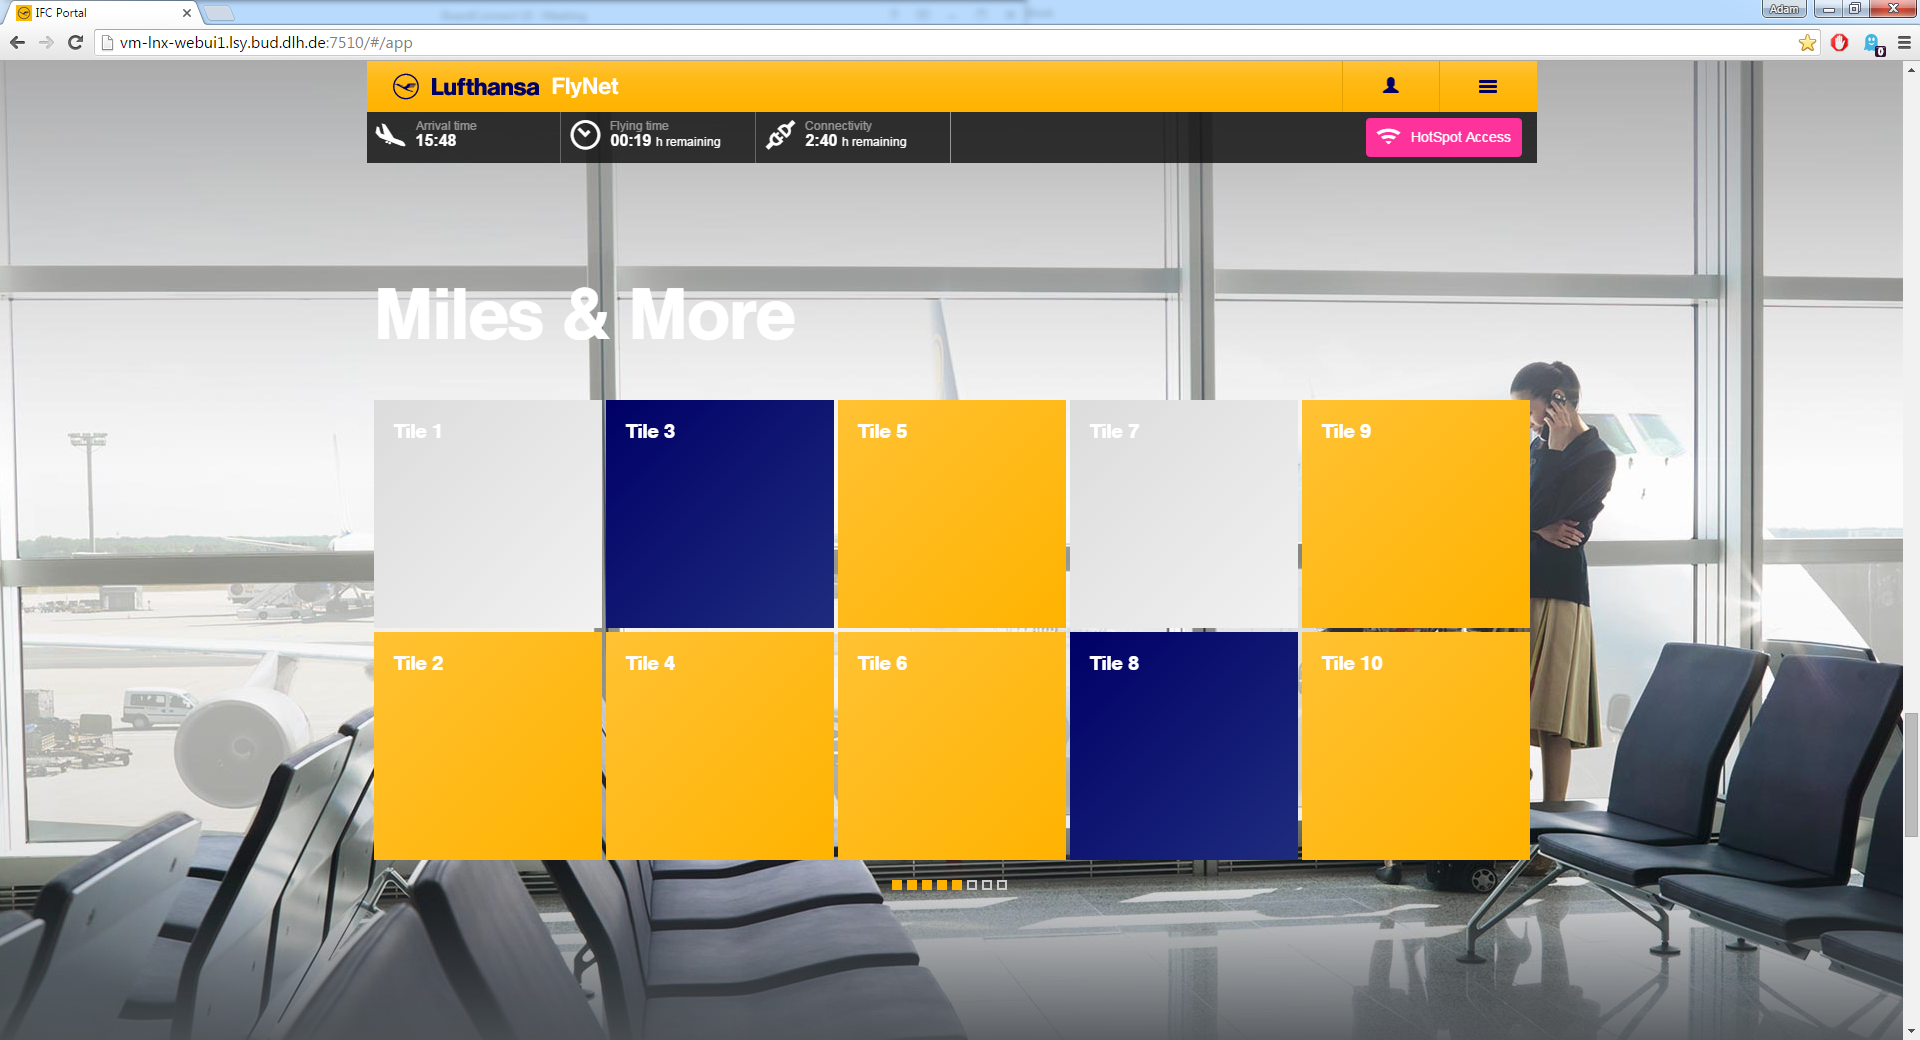 IFC Portal
Adam
vm-lnx-webui1.lsy.bud.dlh.de:7510/#/app
0
Lufthansa FlyNet
Arrival time
15:48
Flying time
00:19 h remaining
Connectivity
2:40 h remaining
HotSpot Access
Miles & More
Tile 1
Tile 3
Tile 5
Tile 7
Tile 9
Tile 2
Tile 4
Tile 6
Tile 8
Tile 10